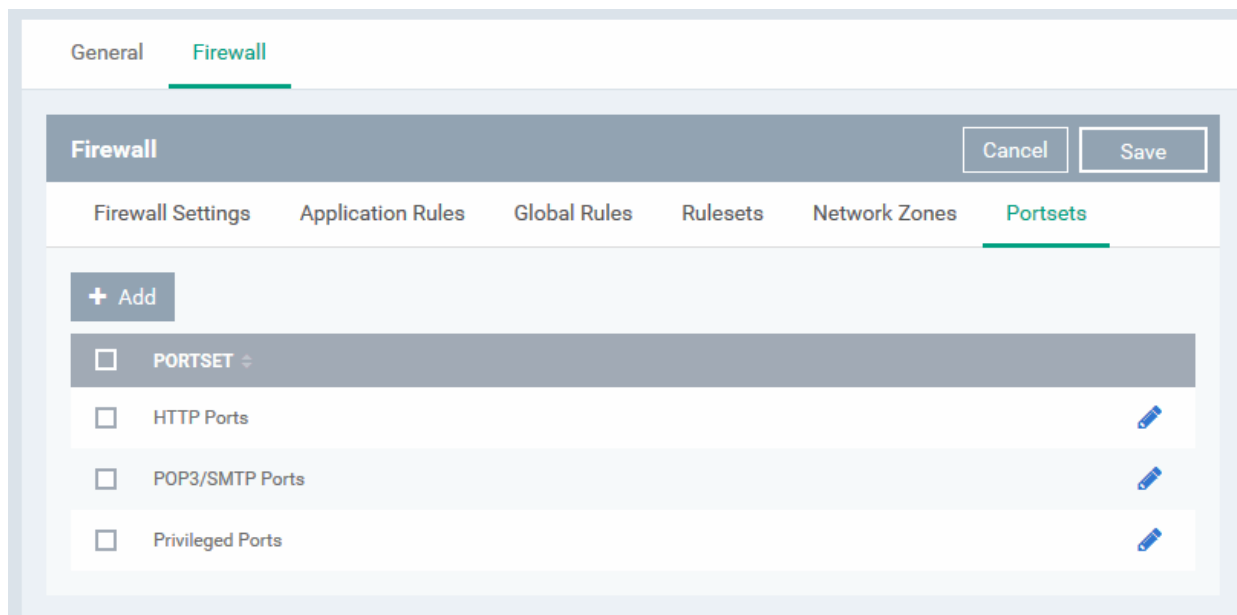 General Firewall
Firewall Cancel Save
Firewall Settings Application Rules Global Rules Rulesets Network Zones Portsets
+ Add
PORTSET
HTTP Ports
POP3/SMTP Ports
Privileged Ports